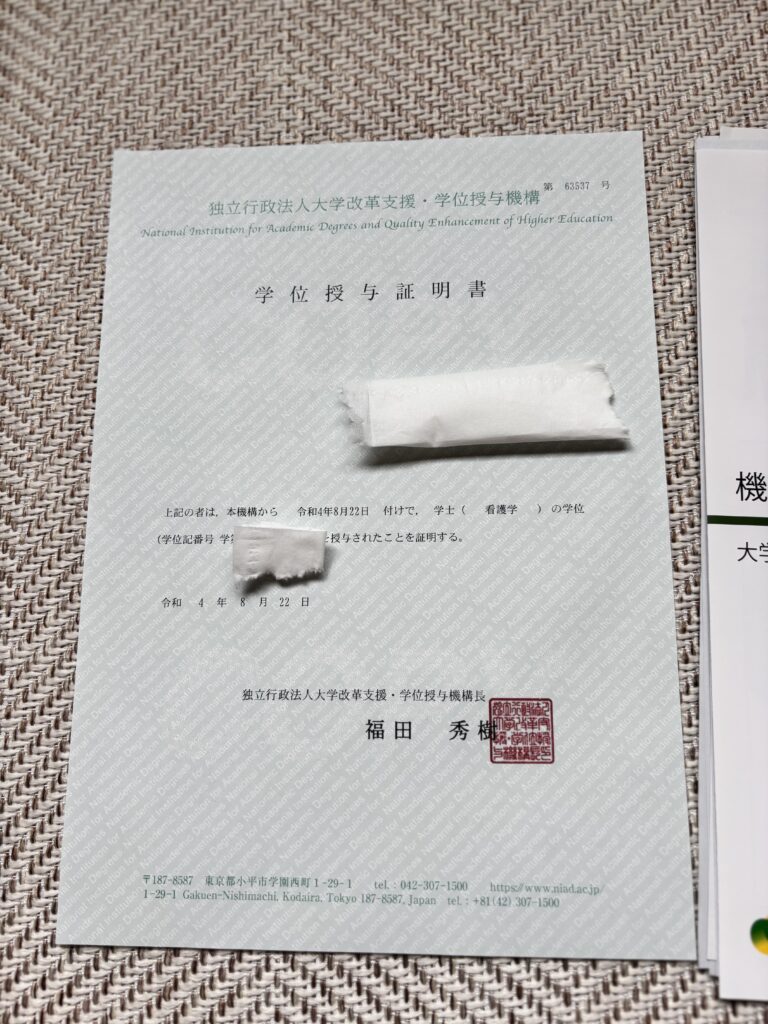 第 63537 号
独立行政法人大学改革支援・学位授与機構
National Institution for Academic Degrees and Quality Enhancement of Higher Education
学位授与証明書
上記の者は，本機構から 令和4年8月22日 付けで， 学士（ 看護学 ）の学位
(学位記番号 学
を授与されたことを証明する。
令和 4 年 8 月 22 日
独立行政法人大学改革支援・学位授与機構長
福田 秀樹
〒187-8587 東京都小平市学園西町1-29-1 tel. : 042-307-1500 https://www.niad.ac.jp/
1-29-1 Gakuen-Nishimachi, Kodaira, Tokyo 187-8587, Japan tel. : +81(42) 307-1500
機
大学